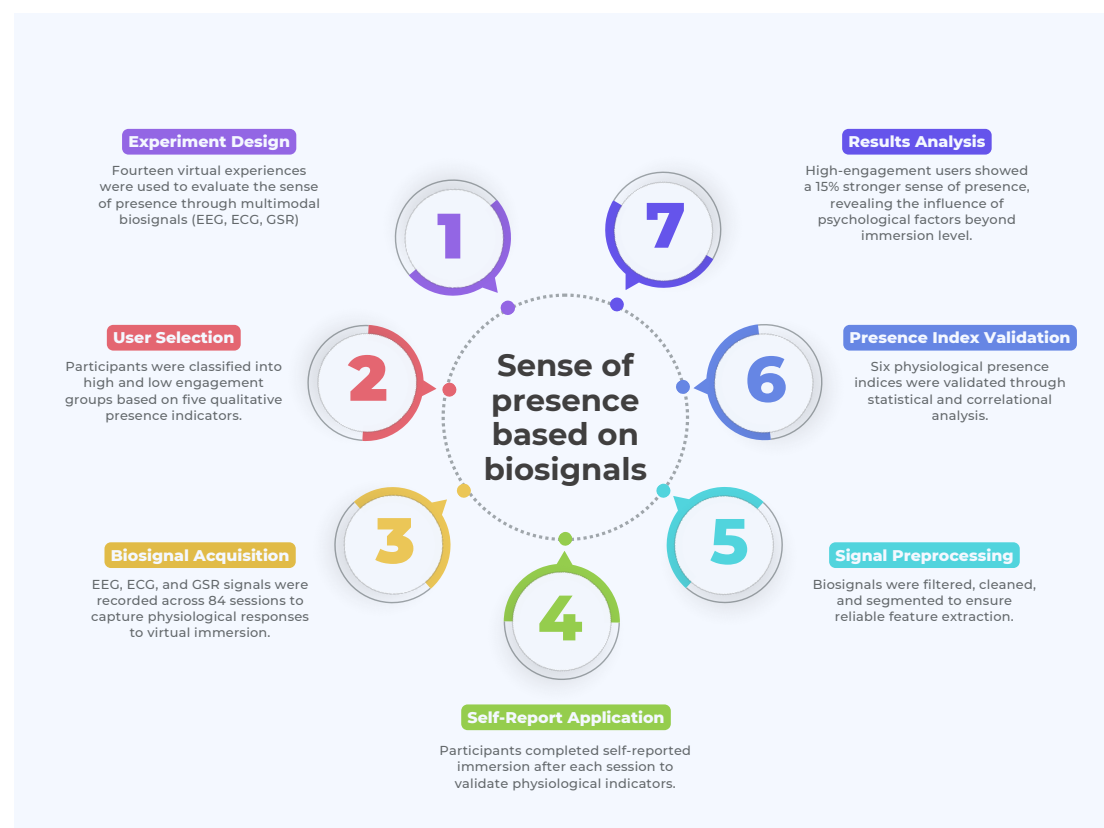 Experiment Design
Fourteen virtual experiences
were used to evaluate the sense
of presence through multimodal
biosignals (EEG, ECG, GSR)
1
User Selection
Participants were classified into
high and low engagement
groups based on five qualitative
presence indicators.
2
Biosignal Acquisition
EEG, ECG, and GSR signals were
recorded across 84 sessions to
capture physiological responses
to virtual immersion.
3
Sense of
presence
based on
biosignals
4
Self-Report Application
Participants completed self-reported
immersion after each session to
validate physiological indicators.
5
Signal Preprocessing
Biosignals were filtered, cleaned,
and segmented to ensure
reliable feature extraction.
6
Presence Index Validation
Six physiological presence
indices were validated through
statistical and correlational
analysis.
7
Results Analysis
High-engagement users showed
a 15% stronger sense of presence,
revealing the influence of
psychological factors beyond
immersion level.